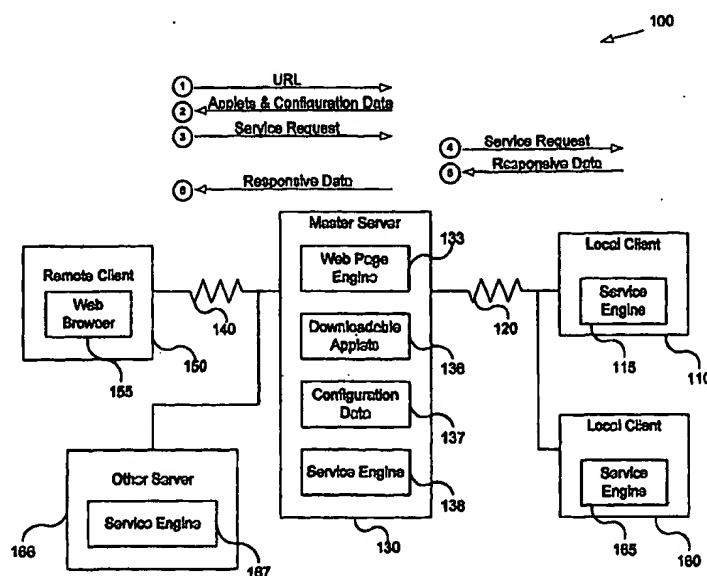 100
1 URL
2 Applets & Configuration Data
3 Service Request
4 Service Request
5 Responsive Data
6 Responsive Data
Master Server
133
Web Page
Engine
Remote Client
Web
Browser
140
155
150
Downloadable
Applets
136
120
Local Client
Service
Engine
115
110
Configuration
Data
137
Service Engine
138
130
Other Server
Service Engine
166
167
Local Client
Service
Engine
165
160